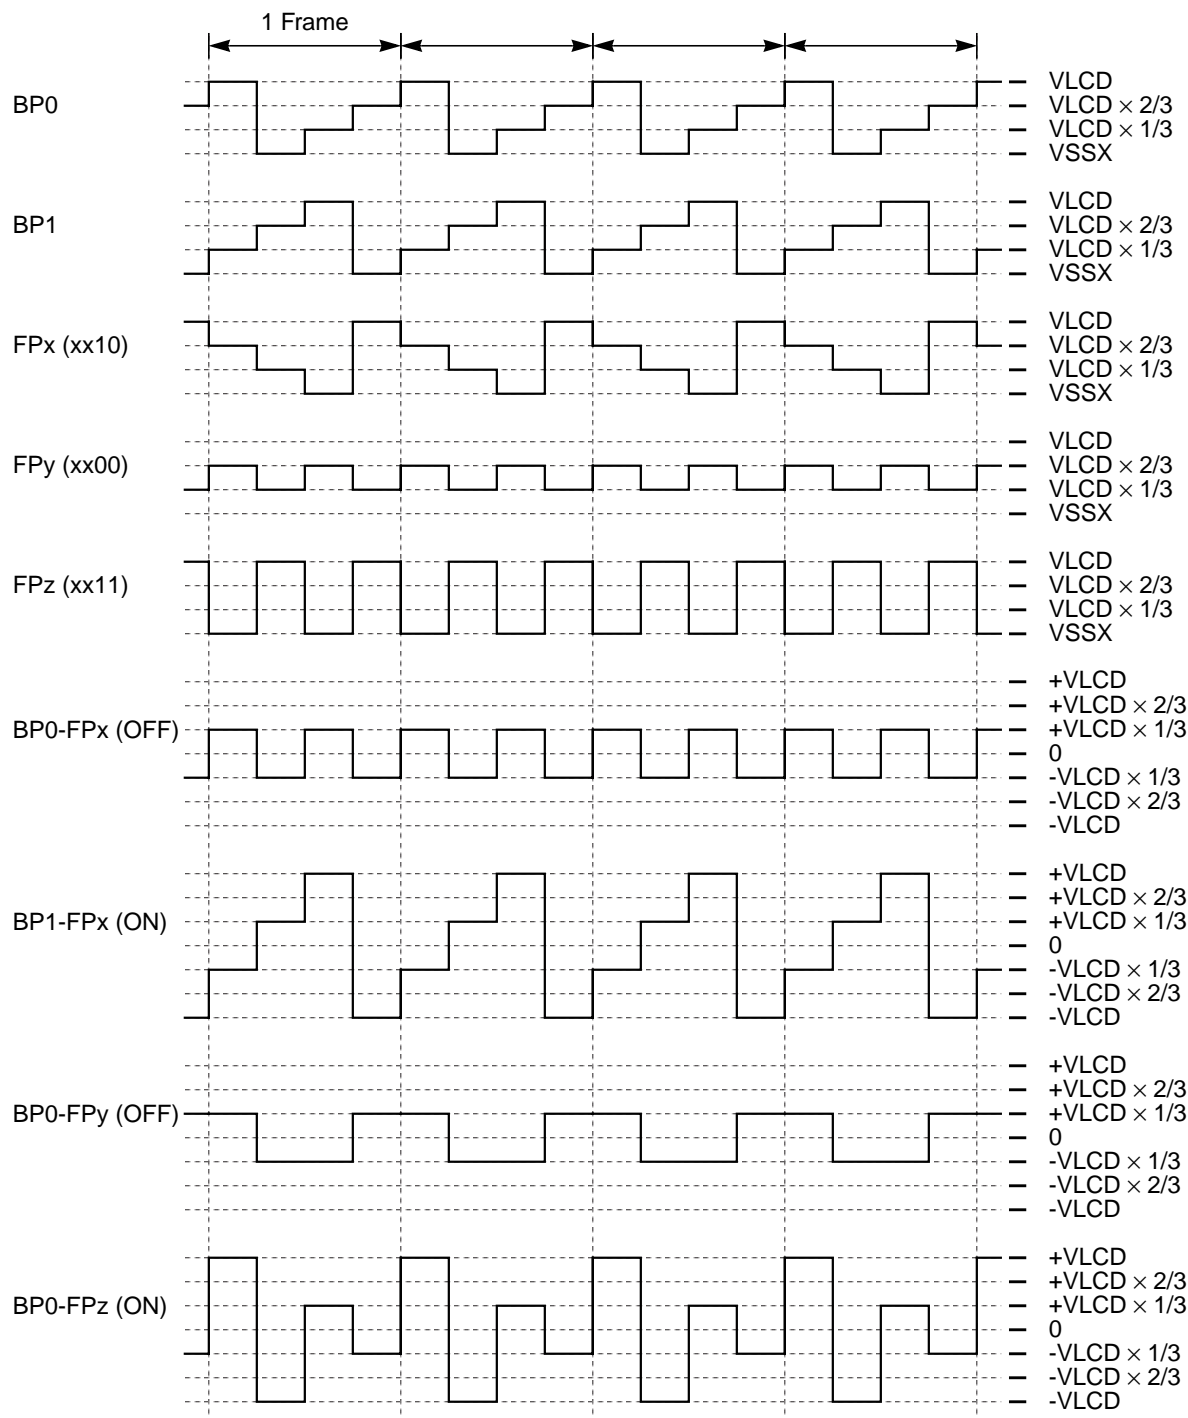 1 Frame
BP0
VLCD
VLCD × 2/3
VLCD × 1/3
VSSX
BP1
VLCD
VLCD × 2/3
VLCD × 1/3
VSSX
FPx (xx10)
VLCD
VLCD × 2/3
VLCD × 1/3
VSSX
FPy (xx00)
VLCD
VLCD × 2/3
VLCD × 1/3
VSSX
FPz (xx11)
VLCD
VLCD × 2/3
VLCD × 1/3
VSSX
BP0-FPx (OFF)
+VLCD
+VLCD × 2/3
+VLCD × 1/3
0
-VLCD × 1/3
-VLCD × 2/3
-VLCD
BP1-FPx (ON)
+VLCD
+VLCD × 2/3
+VLCD × 1/3
0
-VLCD × 1/3
-VLCD × 2/3
-VLCD
BP0-FPy (OFF)
+VLCD
+VLCD × 2/3
+VLCD × 1/3
0
-VLCD × 1/3
-VLCD × 2/3
-VLCD
BP0-FPz (ON)
+VLCD
+VLCD × 2/3
+VLCD × 1/3
0
-VLCD × 1/3
-VLCD × 2/3
-VLCD